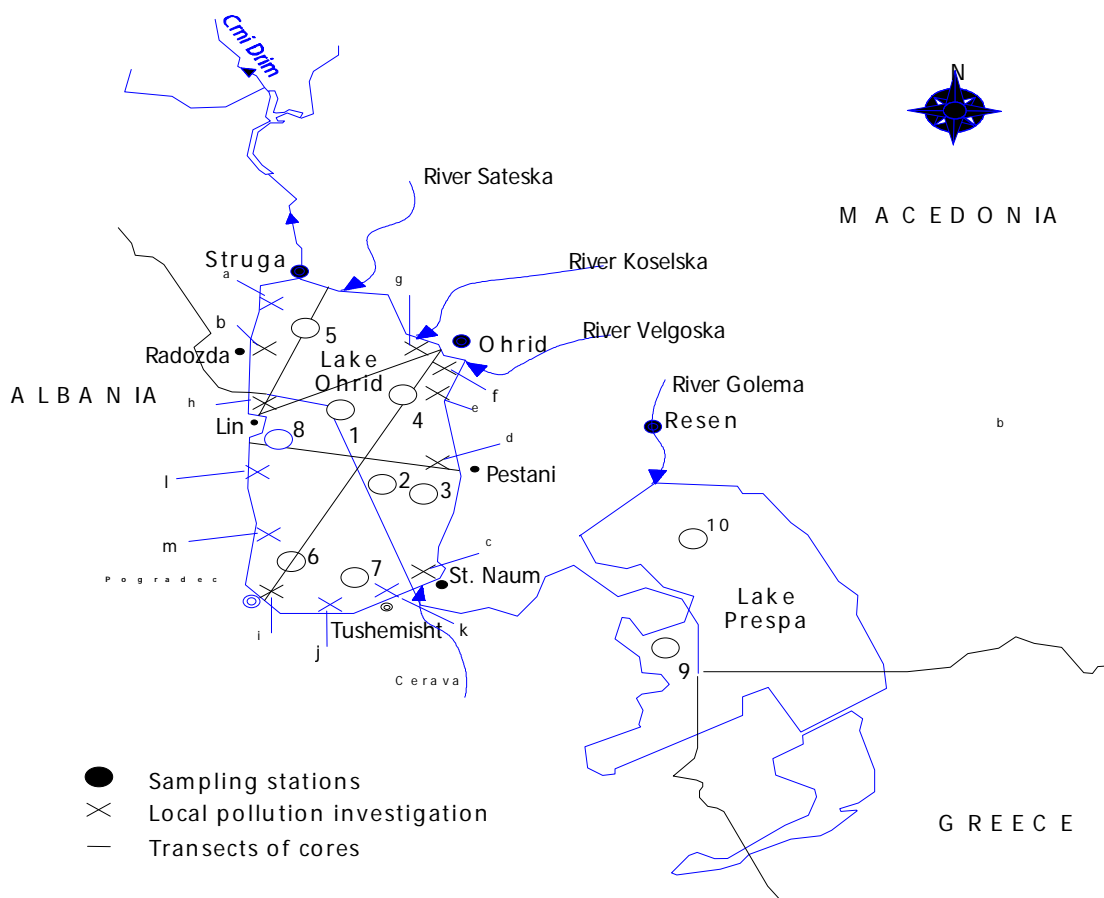 Crni Drim
N
River Sateska
MACEDONIA
Struga
a
g
River Koselska
b
Radozda
5
Ohrid
River Velgoska
Lake
Ohrid
ALBANIA
h
f
e
River Golema
4
Lin
8
1
Resen
b
d
Pestani
l
2
3
10
m
c
6
7
St. Naum
Pogradec
Lake
Prespa
i
j
Tushemisht
k
9
Cerava
Sampling stations
Local pollution investigation
Transects of cores
GREECE